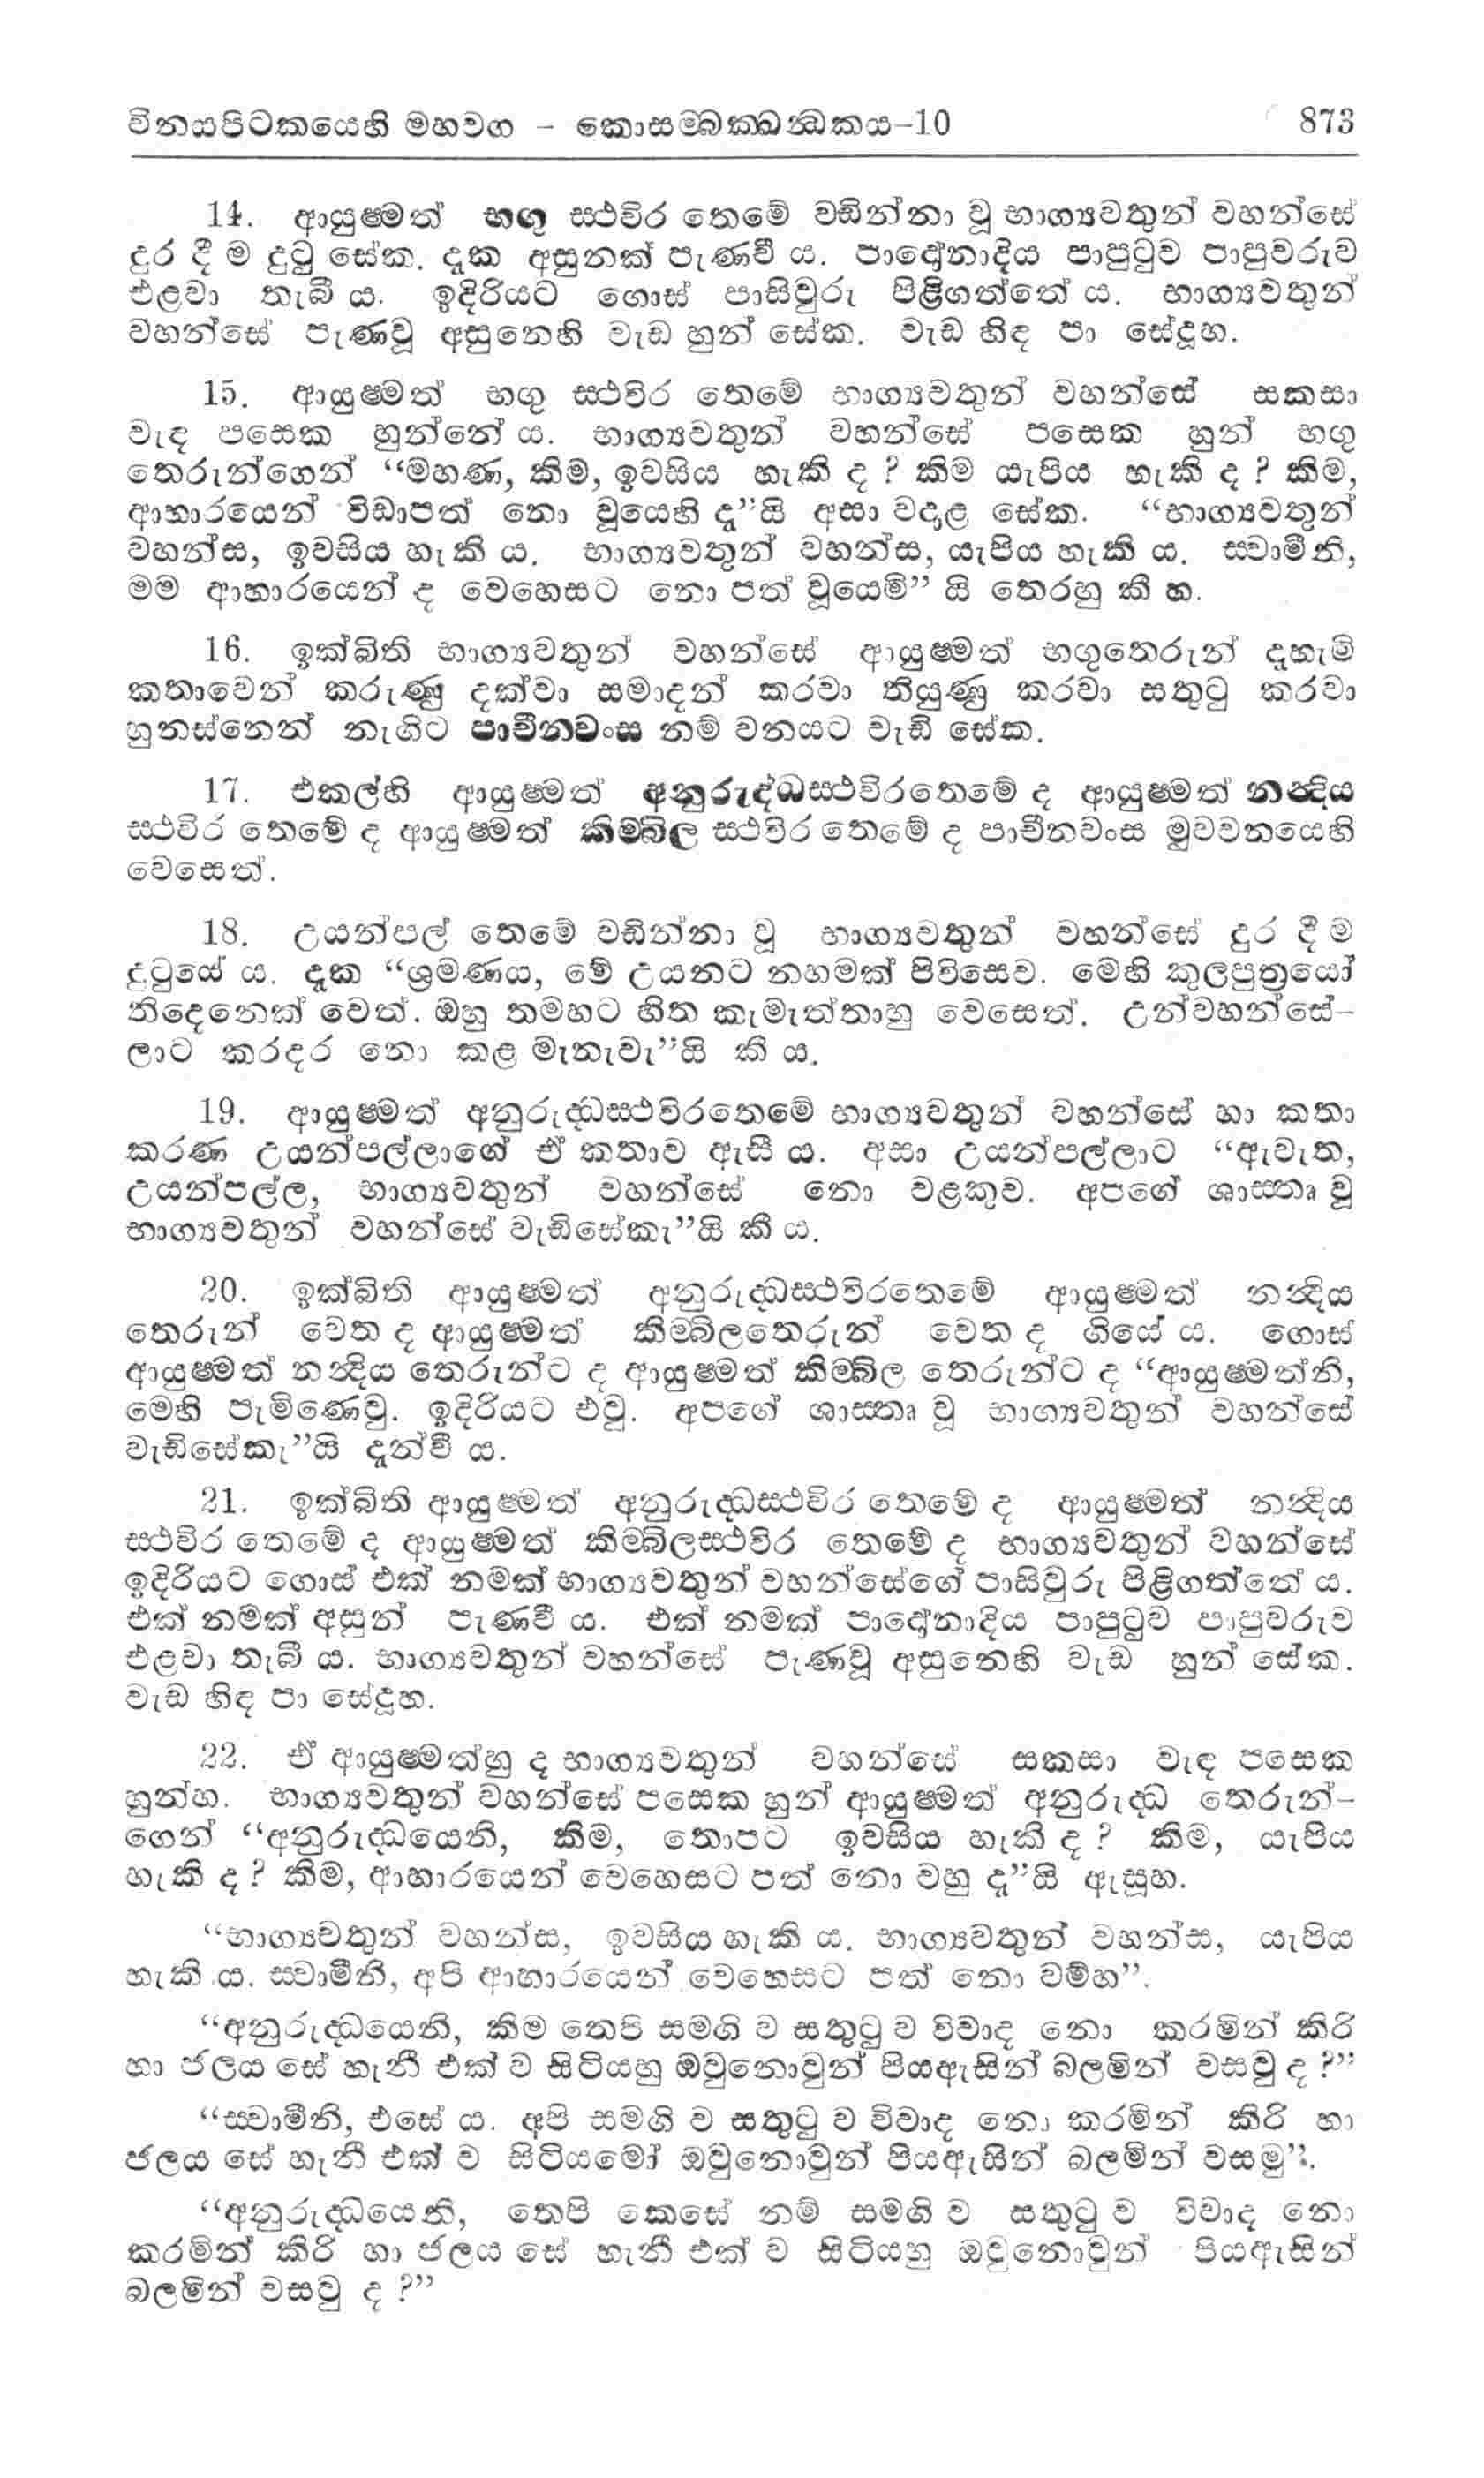 විනයපිටකයෙහි මහවග – කොසම්බක්ඛන්ධකය–10 873
14. ආයුෂ්මත් භගු ස්ථවිර තෙමේ වඩින්නා වූ භාග්‍යවතුන් වහන්සේ
දුර දී ම දුටු සේක. දැක අසුනක් පැණවී ය. පාදෝනාදිය පාපුටුව පාපුවරුව
එළවා තැබී ය. ඉදිරියට ගොස් පාසිවුරු පිළිගත්තේ ය. භාග්‍යවතුන්
වහන්සේ පැණවූ අසුනෙහි වැඩ හුන් සේක. වැඩ හිඳ පා සේදූහ.
15. ආයුෂ්මත් භගු ස්ථවිර තෙමේ භාග්‍යවතුන් වහන්සේ සකසා
වැඳ පසෙක හුන්නේ ය. භාග්‍යවතුන් වහන්සේ පසෙක හුන් භගු
තෙරුන්ගෙන් “මහණ, කිම, ඉවසිය හැකි ද? කිම යැපිය හැකි ද? කිම,
ආහාරයෙන් විඩාපත් නො වූයෙහි දැ”යි අසා වදාළ සේක. “භාග්‍යවතුන්
වහන්ස, ඉවසිය හැකි ය. භාග්‍යවතුන් වහන්ස, යැපිය හැකි ය. ස්වාමීනි,
මම ආහාරයෙන් ද වෙහෙසට නො පත් වූයෙමි” යි තෙරහු කී හ.
16. ඉක්බිති භාග්‍යවතුන් වහන්සේ ආයුෂ්මත් භගුතෙරුන් දැහැමි
කතාවෙන් කරුණු දක්වා සමාදන් කරවා තියුණු කරවා සතුටු කරවා
හුනස්නෙන් නැගිට පාචීනවංස නම් වනයට වැඩි සේක.
17. එකල්හි ආයුෂ්මත් අනුරුද්ධස්ථවිරතෙමේ ද ආයුෂ්මත් නන්දිය
ස්ථවිර තෙමේ ද ආයුෂ්මත් කිම්බිල ස්ථවිර තෙමේ ද පාචීනවංස මුවවනයෙහි
වෙසෙත්.
18. උයන්පල් තෙමේ වඩින්නා වූ භාග්‍යවතුන් වහන්සේ දුර දී ම
දුටුයේ ය. දැක “ශ්‍රමණය, මේ උයනට නහමක් පිවිසෙව. මෙහි කුලපුත්‍රයෝ
තිදෙනෙක් වෙත්. ඔහු තමහට හිත කැමැත්තාහු වෙසෙත්. උන්වහන්සේ–
ලාට කරදර නො කළ මැනැවැ”යි කී ය.
19. ආයුෂ්මත් අනුරුද්ධස්ථවිරතෙමේ භාග්‍යවතුන් වහන්සේ හා කතා
කරණ උයන්පල්ලාගේ ඒ කතාව ඇසී ය. අසා උයන්පල්ලාට “ඇවැත,
උයන්පල්ල, භාග්‍යවතුන් වහන්සේ නො වළකුව. අපගේ ශාස්තෘ වූ
භාග්‍යවතුන් වහන්සේ වැඩිසේකැ”යි කී ය.
20. ඉක්බිති ආයුෂ්මත් අනුරුද්ධස්ථවිරතෙමේ ආයුෂ්මත් නන්දිය
තෙරුන් වෙත ද ආයුෂ්මත් කිම්බිලතෙරුන් වෙත ද ගියේ ය. ගොස්
ආයුෂ්මත් නන්දිය තෙරුන්ට ද ආයුෂ්මත් කිම්බිල තෙරුන්ට ද “ආයුෂ්මත්නි,
මෙහි පැමිණෙවු. ඉදිරියට එවු. අපගේ ශාස්තෘ වූ භාග්‍යවතුන් වහන්සේ
වැඩිසේකැ”යි දැන්වී ය.
21. ඉක්බිති ආයුෂ්මත් අනුරුද්ධස්ථවිර තෙමේ ද ආයුෂ්මත් නන්දිය
ස්ථවිර තෙමේ ද ආයුෂ්මත් කිම්බිලස්ථවිර තෙමේ ද භාග්‍යවතුන් වහන්සේ
ඉදිරියට ගොස් එක් නමක් භාග්‍යවතුන් වහන්සේගේ පාසිවුරු පිළිගත්තේ ය.
එක් නමක් අසුන් පැණවී ය. එක් නමක් පාදෝනාදිය පාපුටුව පාපුවරුව
එළවා තැබී ය. භාග්‍යවතුන් වහන්සේ පැණවූ අසුනෙහි වැඩ හුන් සේක.
වැඩ හිඳ පා සේදූහ.
22. ඒ ආයුෂ්මත්හු ද භාග්‍යවතුන් වහන්සේ සකසා වැඳ පසෙක
හුන්හ. භාග්‍යවතුන් වහන්සේ පසෙක හුන් ආයුෂ්මත් අනුරුද්ධ තෙරුන්–
ගෙන් “අනුරුද්ධයෙනි, කිම, තොපට ඉවසිය හැකි ද? කිම, යැපිය
හැකි ද? කිම, ආහාරයෙන් වෙහෙසට පත් නො වහු දැ”යි ඇසූහ.
“භාග්‍යවතුන් වහන්ස, ඉවසිය හැකි ය. භාග්‍යවතුන් වහන්ස, යැපිය
හැකි ය. ස්වාමීනි, අපි ආහාරයෙන් වෙහෙසට පත් නො වම්හ”.
“අනුරුද්ධයෙනි, කිම තෙපි සමගි ව සතුටු ව විවාද නො කරමින් කිරි
හා ජලය සේ හැනී එක් ව සිටියහු ඔවුනොවුන් පියඇසින් බලමින් වසවු ද?”
“ස්වාමීනි, එසේ ය. අපි සමගි ව සතුටු ව විවාද නො කරමින් කිරි හා
ජලය සේ හැනී එක් ව සිටියමෝ ඔවුනොවුන් පියඇසින් බලමින් වසමු”.
“අනුරුද්ධයෙනි, තෙපි කෙසේ නම් සමගි ව සතුටු ව විවාද නො
කරමින් කිරි හා ජලය සේ හැනී එක් ව සිටියහු ඔවුනොවුන් පියඇසින්
බලමින් වසවු ද?”